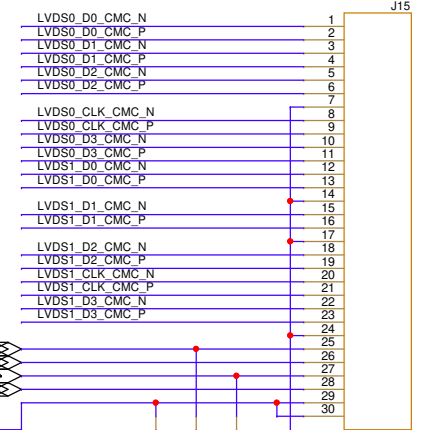 J15
LVDS0_D0_CMC_N 1
LVDS0_D0_CMC_P 2
LVDS0_D1_CMC_N 3
LVDS0_D1_CMC_P 4
LVDS0_D2_CMC_N 5
LVDS0_D2_CMC_P 6
7
LVDS0_CLK_CMC_N 8
LVDS0_CLK_CMC_P 9
LVDS0_D3_CMC_N 10
LVDS0_D3_CMC_P 11
LVDS1_D0_CMC_N 12
LVDS1_D0_CMC_P 13
14
LVDS1_D1_CMC_N 15
LVDS1_D1_CMC_P 16
17
LVDS1_D2_CMC_N 18
LVDS1_D2_CMC_P 19
LVDS1_CLK_CMC_N 20
LVDS1_CLK_CMC_P 21
LVDS1_D3_CMC_N 22
LVDS1_D3_CMC_P 23
24
25
26
27
28
29
30